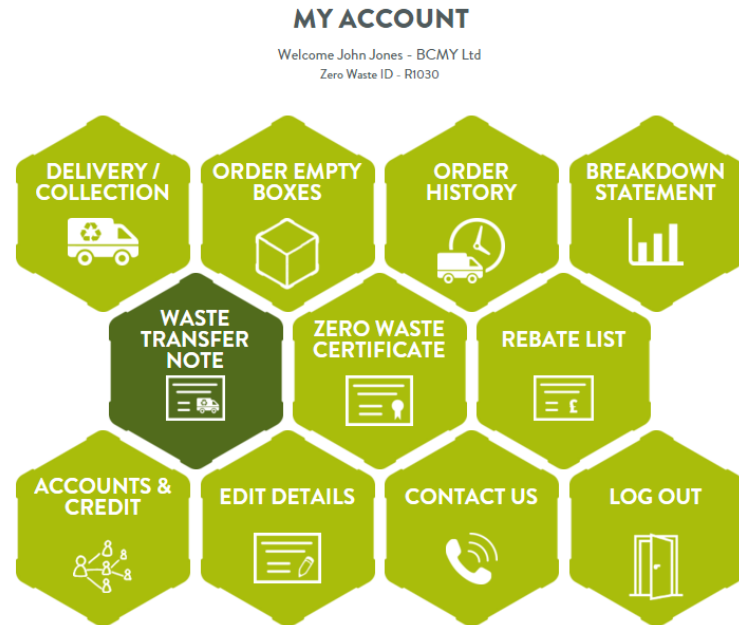 MY ACCOUNT
Welcome John Jones - BCMY Ltd
Zero Waste ID - R1030
DELIVERY /
COLLECTION
ORDER EMPTY
BOXES
ORDER
HISTORY
BREAKDOWN
STATEMENT
WASTE
TRANSFER
NOTE
ZERO WASTE
CERTIFICATE
REBATE LIST
£
ACCOUNTS &
CREDIT
EDIT DETAILS
CONTACT US
LOG OUT